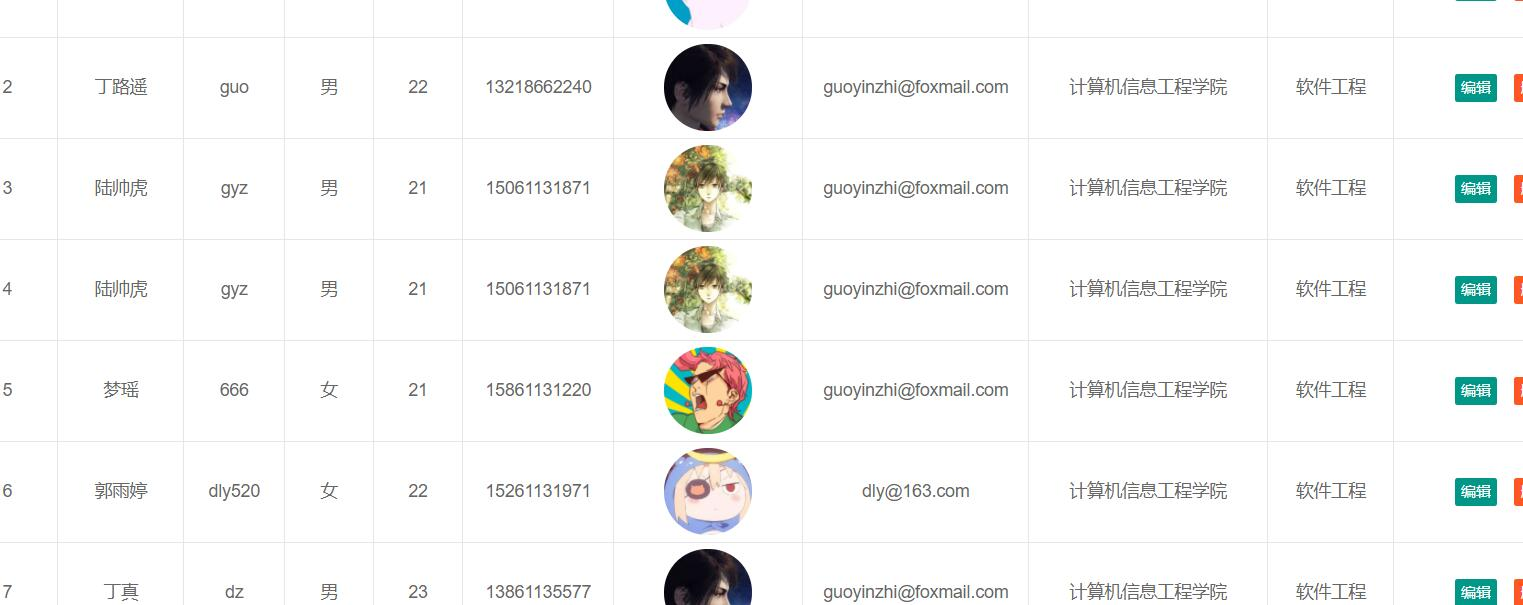 2 丁路遥 guo 男 22 13218662240 guoyinzhi@foxmail.com 计算机信息工程学院 软件工程 编辑
3 陆帅虎 gyz 男 21 15061131871 guoyinzhi@foxmail.com 计算机信息工程学院 软件工程 编辑
4 陆帅虎 gyz 男 21 15061131871 guoyinzhi@foxmail.com 计算机信息工程学院 软件工程 编辑
5 梦瑶 666 女 21 15861131220 guoyinzhi@foxmail.com 计算机信息工程学院 软件工程 编辑
6 郭雨婷 dly520 女 22 15261131971 dly@163.com 计算机信息工程学院 软件工程 编辑
7 丁真 dz 男 23 13861135577 guoyinzhi@foxmail.com 计算机信息工程学院 软件工程 编辑